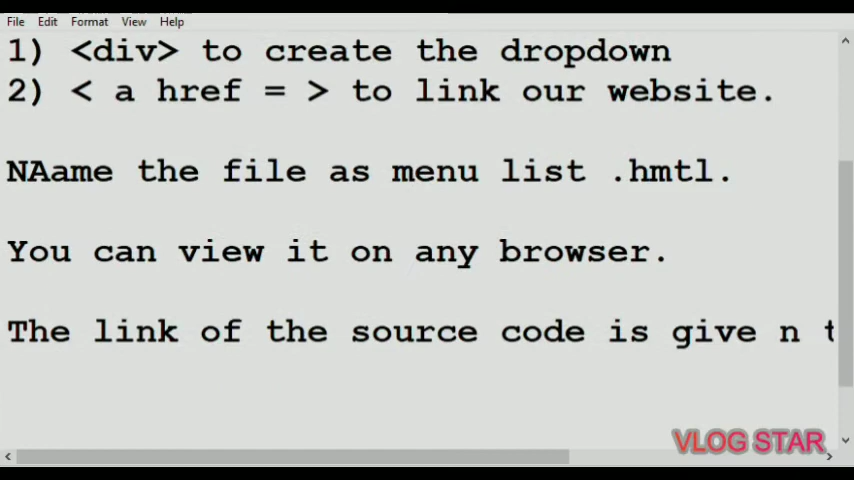 File Edit Format View Help
1) <div> to create the dropdown
2) < a href = > to link our website.
NAame the file as menu list .hmtl.
You can view it on any browser.
The link of the source code is give n t
VLOG STAR